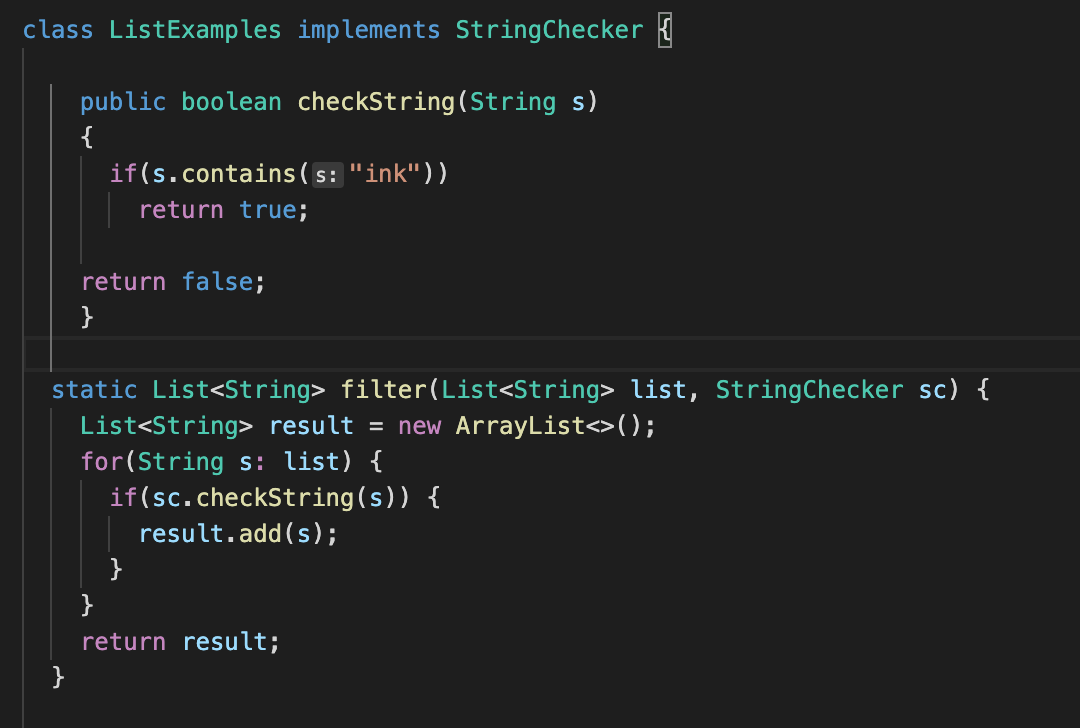 class ListExamples implements StringChecker {
public boolean checkString(String s)
{
if(s.contains(s:"ink"))
return true;
return false;
}
static List<String> filter(List<String> list, StringChecker sc) {
List<String> result = new ArrayList<>();
for(String s: list) {
if(sc.checkString(s)) {
result.add(s);
}
}
return result;
}